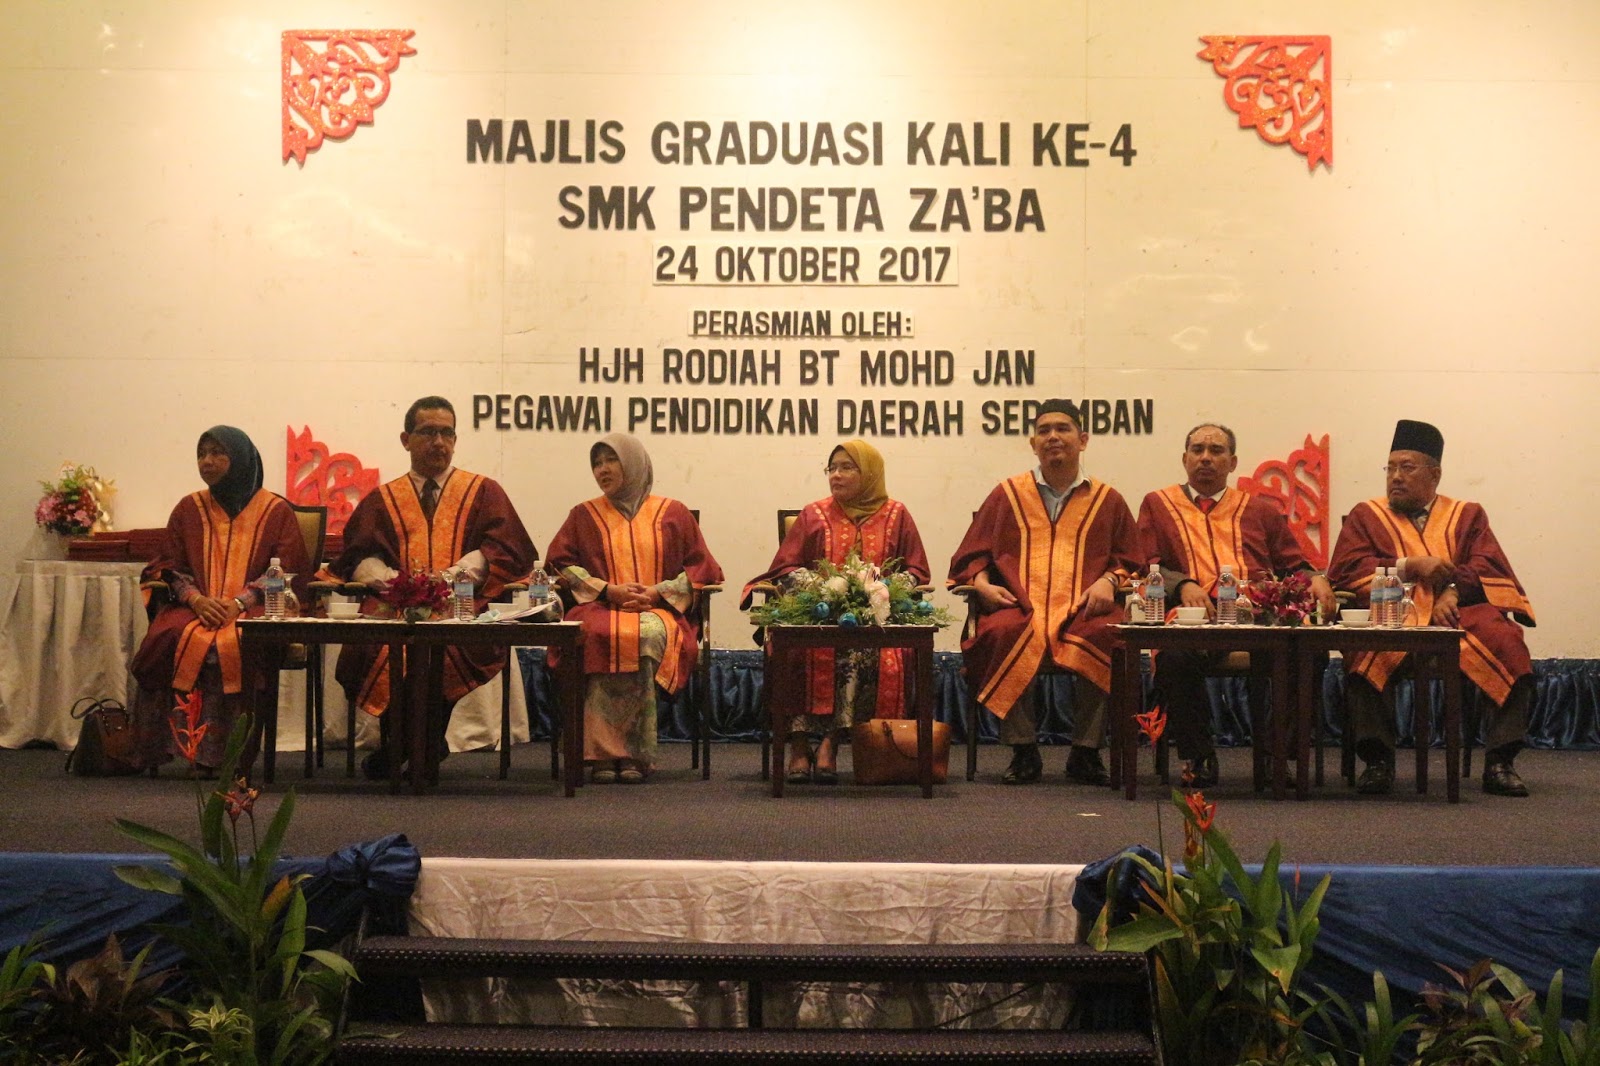 MAJLIS GRADUASI KALI KE-4
SMK PENDETA ZA'BA
24 OKTOBER 2017
PERASMIAN OLEH:
HJH RODIAH BT MOHD JAN
PEGAWAI PENDIDIKAN DAERAH SEREMBAN